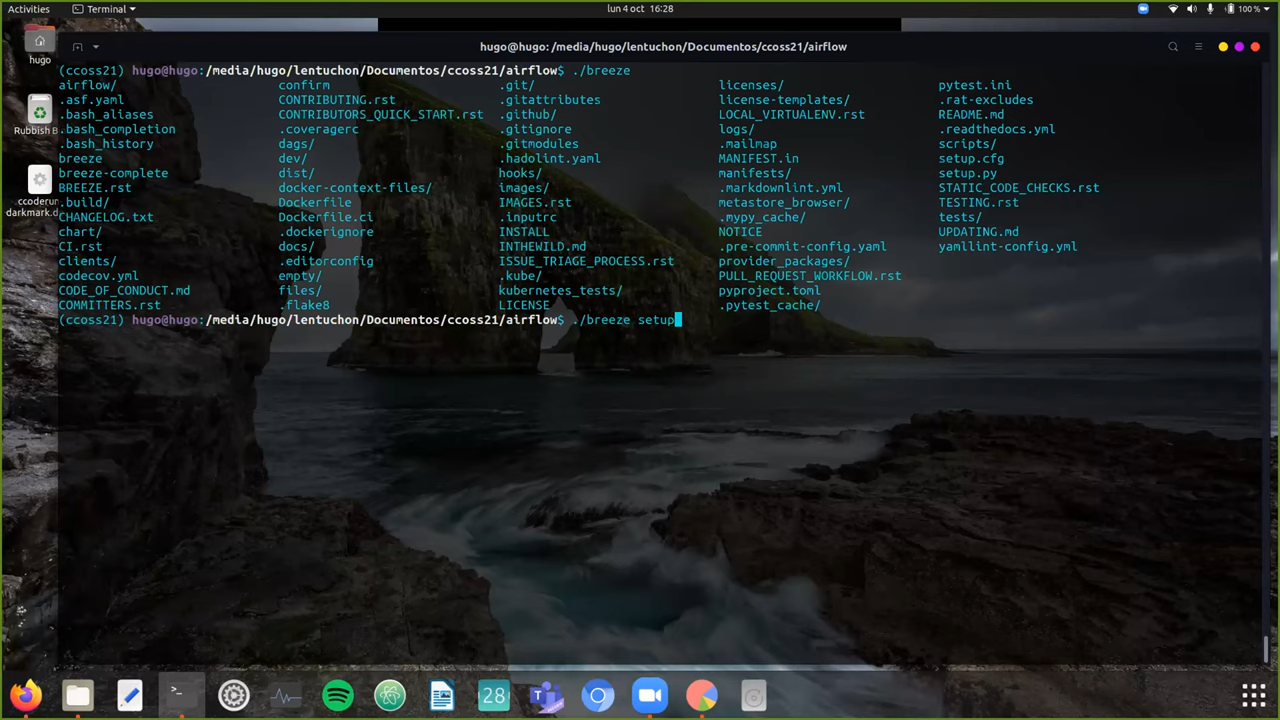 Activities Terminal lun 4 oct 16:28 100 %
hugo@hugo: /media/hugo/lentuchon/Documentos/ccoss21/airflow
hugo
Rubbish B
ccoderun
darkmark.d
(ccoss21) hugo@hugo:/media/hugo/lentuchon/Documentos/ccoss21/airflow$ ./breeze
airflow/ confirm .git/ licenses/ pytest.ini
.asf.yaml CONTRIBUTING.rst .gitattributes license-templates/ .rat-excludes
.bash_aliases CONTRIBUTORS_QUICK_START.rst .github/ LOCAL_VIRTUALENV.rst README.md
.bash_completion .coveragerc .gitignore logs/ .readthedocs.yml
.bash_history dags/ .gitmodules .mailmap scripts/
breeze dev/ .hadolint.yaml MANIFEST.in setup.cfg
breeze-complete dist/ hooks/ manifests/ setup.py
BREEZE.rst docker-context-files/ images/ .markdownlint.yml STATIC_CODE_CHECKS.rst
.build/ Dockerfile IMAGES.rst metastore_browser/ TESTING.rst
CHANGELOG.txt Dockerfile.ci .inputrc .mypy_cache/ tests/
chart/ .dockerignore INSTALL NOTICE UPDATING.md
CI.rst docs/ INTHEWILD.md .pre-commit-config.yaml yamllint-config.yml
clients/ .editorconfig ISSUE_TRIAGE_PROCESS.rst provider_packages/
codecov.yml empty/ .kube/ PULL_REQUEST_WORKFLOW.rst
CODE_OF_CONDUCT.md files/ kubernetes_tests/ pyproject.toml
COMMITTERS.rst .flake8 LICENSE .pytest_cache/
(ccoss21) hugo@hugo:/media/hugo/lentuchon/Documentos/ccoss21/airflow$ ./breeze setup
>_ 28